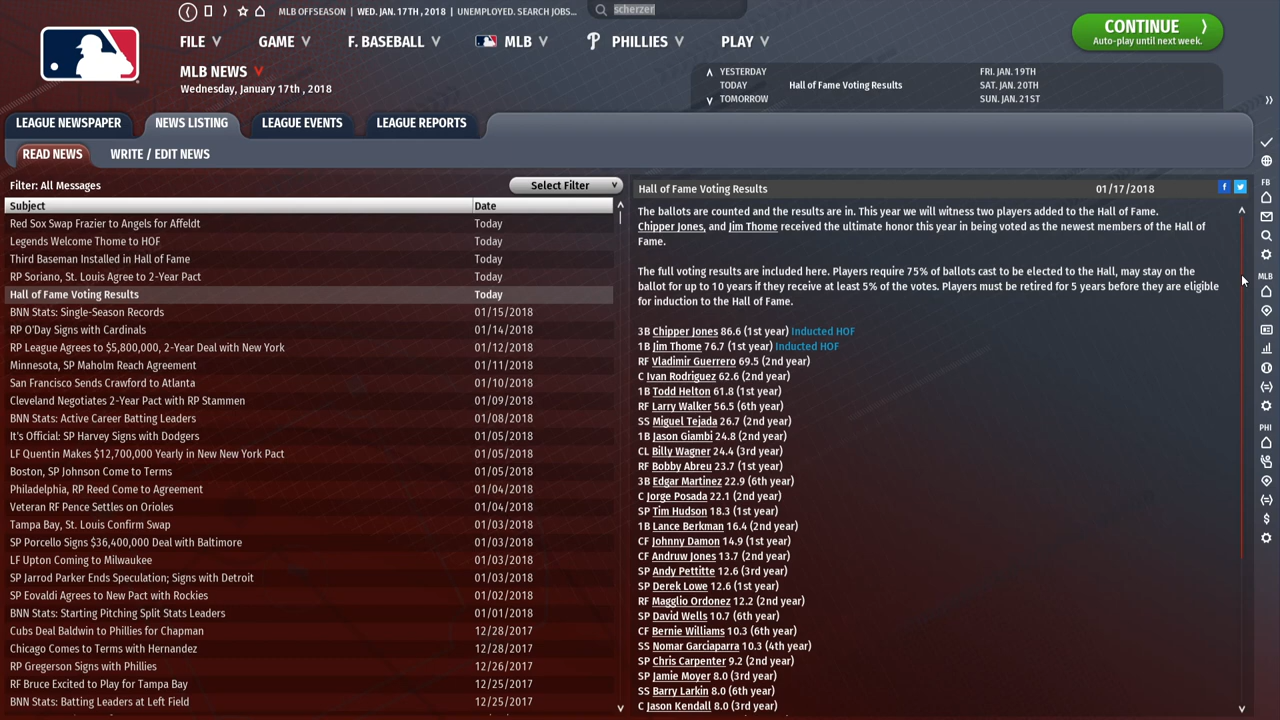 MLB OFFSEASON | WED. JAN. 17TH , 2018 | UNEMPLOYED. SEARCH JOBS...
scherzer
FILE
GAME
F. BASEBALL
MLB
PHILLIES
PLAY
CONTINUE
Auto-play until next week.
MLB NEWS
Wednesday, January 17th , 2018
YESTERDAY
TODAY
TOMORROW
Hall of Fame Voting Results
FRI. JAN. 19TH
SAT. JAN. 20TH
SUN. JAN. 21ST
LEAGUE NEWSPAPER
NEWS LISTING
LEAGUE EVENTS
LEAGUE REPORTS
READ NEWS
WRITE / EDIT NEWS
Filter: All Messages
Select Filter
Subject Date
Red Sox Swap Frazier to Angels for Affeldt Today
Legends Welcome Thome to HOF Today
Third Baseman Installed in Hall of Fame Today
RP Soriano, St. Louis Agree to 2-Year Pact Today
Hall of Fame Voting Results Today
BNN Stats: Single-Season Records 01/15/2018
RP O'Day Signs with Cardinals 01/14/2018
RP League Agrees to $5,800,000, 2-Year Deal with New York 01/12/2018
Minnesota, SP Maholm Reach Agreement 01/11/2018
San Francisco Sends Crawford to Atlanta 01/10/2018
Cleveland Negotiates 2-Year Pact with RP Stammen 01/09/2018
BNN Stats: Active Career Batting Leaders 01/08/2018
It's Official: SP Harvey Signs with Dodgers 01/05/2018
LF Quentin Makes $12,700,000 Yearly in New New York Pact 01/05/2018
Boston, SP Johnson Come to Terms 01/05/2018
Philadelphia, RP Reed Come to Agreement 01/04/2018
Veteran RF Pence Settles on Orioles 01/04/2018
Tampa Bay, St. Louis Confirm Swap 01/03/2018
SP Porcello Signs $36,400,000 Deal with Baltimore 01/03/2018
LF Upton Coming to Milwaukee 01/03/2018
SP Jarrod Parker Ends Speculation; Signs with Detroit 01/03/2018
SP Eovaldi Agrees to New Pact with Rockies 01/02/2018
BNN Stats: Starting Pitching Split Stats Leaders 01/01/2018
Cubs Deal Baldwin to Phillies for Chapman 12/28/2017
Chicago Comes to Terms with Hernandez 12/28/2017
RP Gregerson Signs with Phillies 12/26/2017
RF Bruce Excited to Play for Tampa Bay 12/25/2017
BNN Stats: Batting Leaders at Left Field 12/25/2017
Hall of Fame Voting Results 01/17/2018
The ballots are counted and the results are in. This year we will witness two players added to the Hall of Fame.
Chipper Jones, and Jim Thome received the ultimate honor this year in being voted as the newest members of the Hall of
Fame.
The full voting results are included here. Players require 75% of ballots cast to be elected to the Hall, may stay on the
ballot for up to 10 years if they receive at least 5% of the votes. Players must be retired for 5 years before they are eligible
for induction to the Hall of Fame.
3B Chipper Jones 86.6 (1st year) Inducted HOF
1B Jim Thome 76.7 (1st year) Inducted HOF
RF Vladimir Guerrero 69.5 (2nd year)
C Ivan Rodriguez 62.6 (2nd year)
1B Todd Helton 61.8 (1st year)
RF Larry Walker 56.5 (6th year)
SS Miguel Tejada 26.7 (2nd year)
1B Jason Giambi 24.8 (2nd year)
CL Billy Wagner 24.4 (3rd year)
RF Bobby Abreu 23.7 (1st year)
3B Edgar Martinez 22.9 (6th year)
C Jorge Posada 22.1 (2nd year)
SP Tim Hudson 18.3 (1st year)
1B Lance Berkman 16.4 (2nd year)
CF Johnny Damon 14.9 (1st year)
CF Andruw Jones 13.7 (2nd year)
SP Andy Pettitte 12.6 (3rd year)
SP Derek Lowe 12.6 (1st year)
RF Magglio Ordonez 12.2 (2nd year)
SP David Wells 10.7 (6th year)
CF Bernie Williams 10.3 (6th year)
SS Nomar Garciaparra 10.3 (4th year)
SP Chris Carpenter 9.2 (2nd year)
SP Jamie Moyer 8.0 (3rd year)
SS Barry Larkin 8.0 (6th year)
C Jason Kendall 8.0 (3rd year)
FB
MLB
PHI